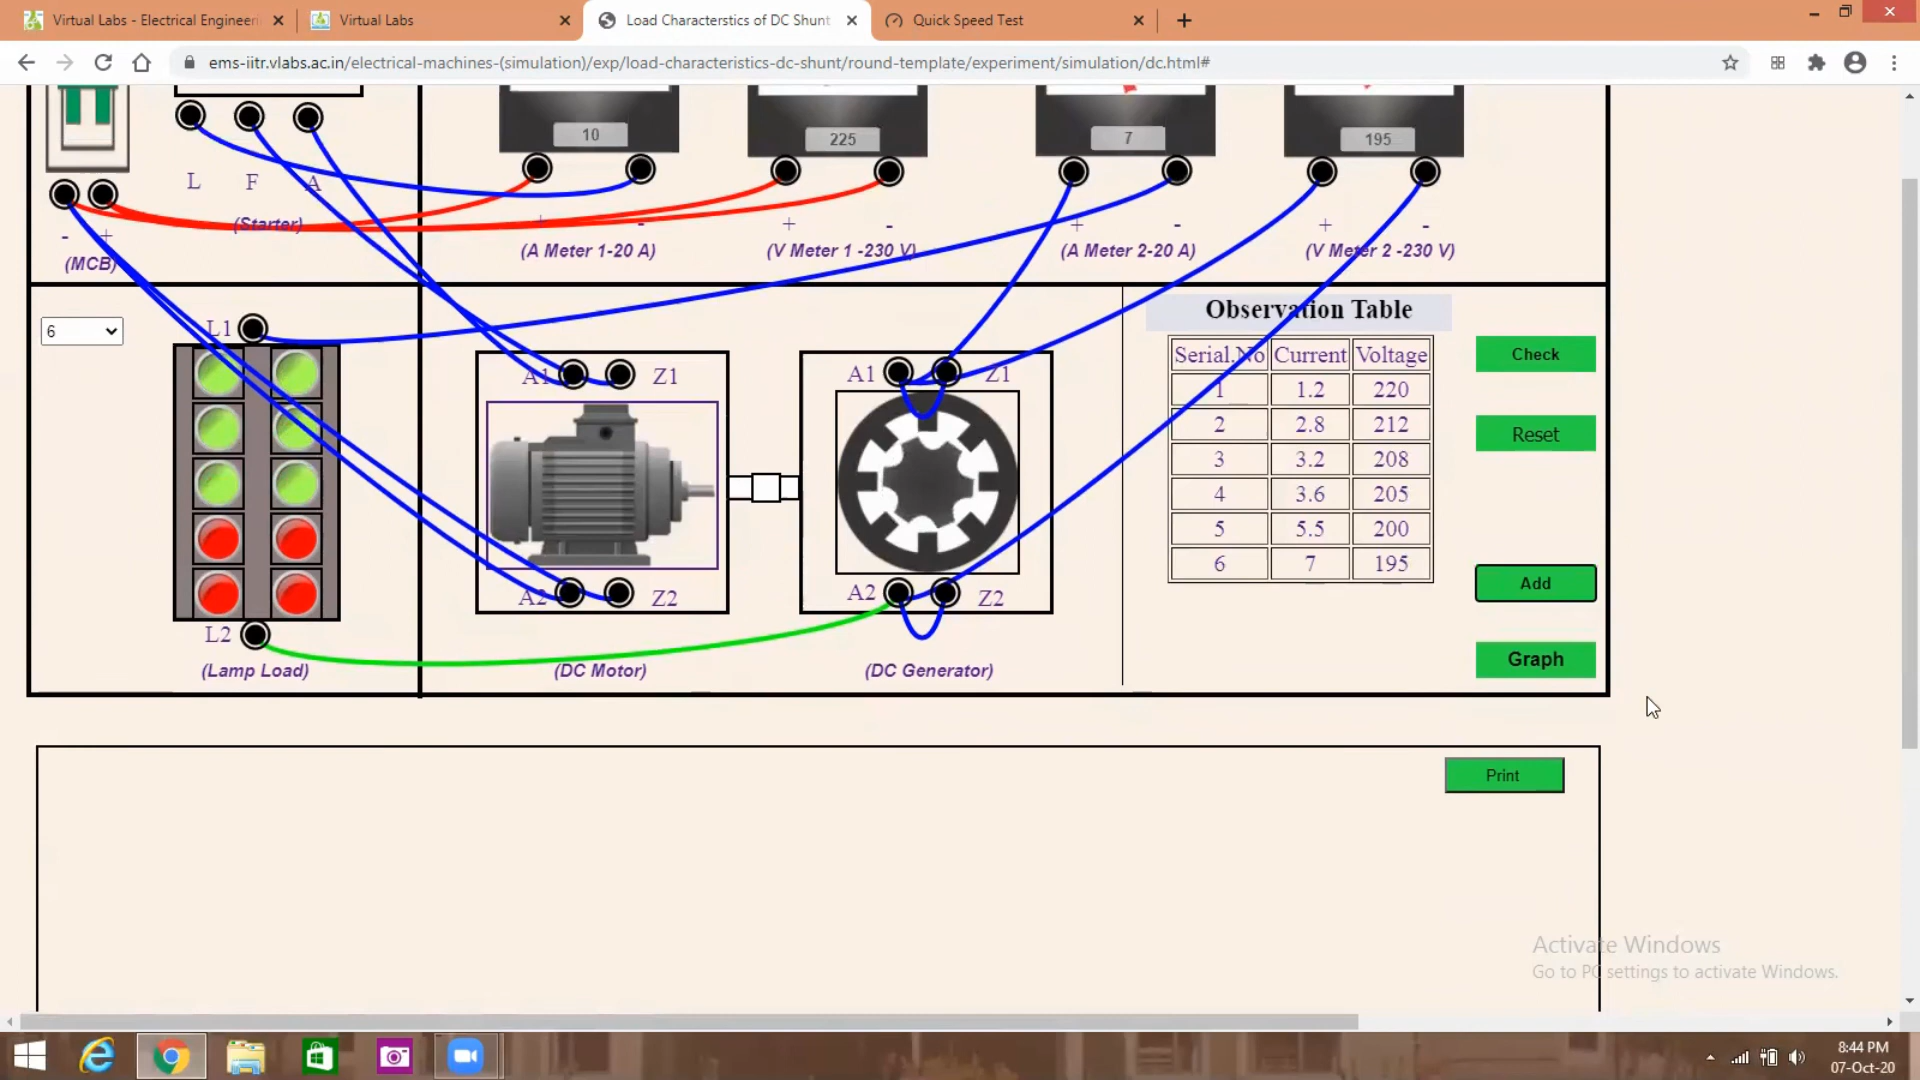 Virtual Labs - Electrical Engineeri
Virtual Labs
Load Characterstics of DC Shunt
Quick Speed Test
ems-iitr.vlabs.ac.in/electrical-machines-(simulation)/exp/load-characteristics-dc-shunt/round-template/experiment/simulation/dc.html#
10
225
7
195
L F A
(Starter)
- +
(MCB)
+ -
(A Meter 1-20 A)
+ -
(V Meter 1 -230 V)
+ -
(A Meter 2-20 A)
+ -
(V Meter 2 -230 V)
6
L1
L2
(Lamp Load)
A1 Z1
A2 Z2
(DC Motor)
A1 Z1
A2 Z2
(DC Generator)
Observation Table
Serial.No Current Voltage
1 1.2 220
2 2.8 212
3 3.2 208
4 3.6 205
5 5.5 200
6 7 195
Check
Reset
Add
Graph
Print
Activate Windows
Go to PC settings to activate Windows.
8:44 PM
07-Oct-20